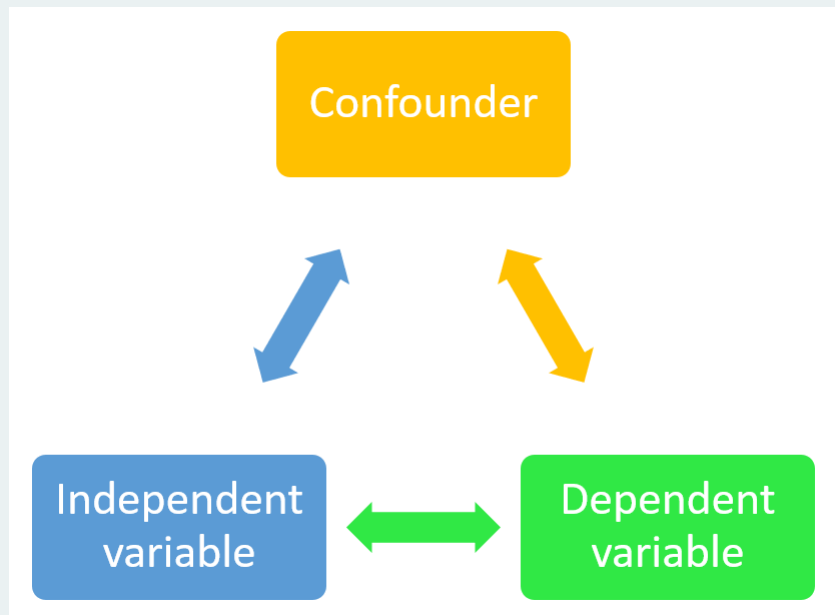 Confounder
Independent
variable
Dependent
variable